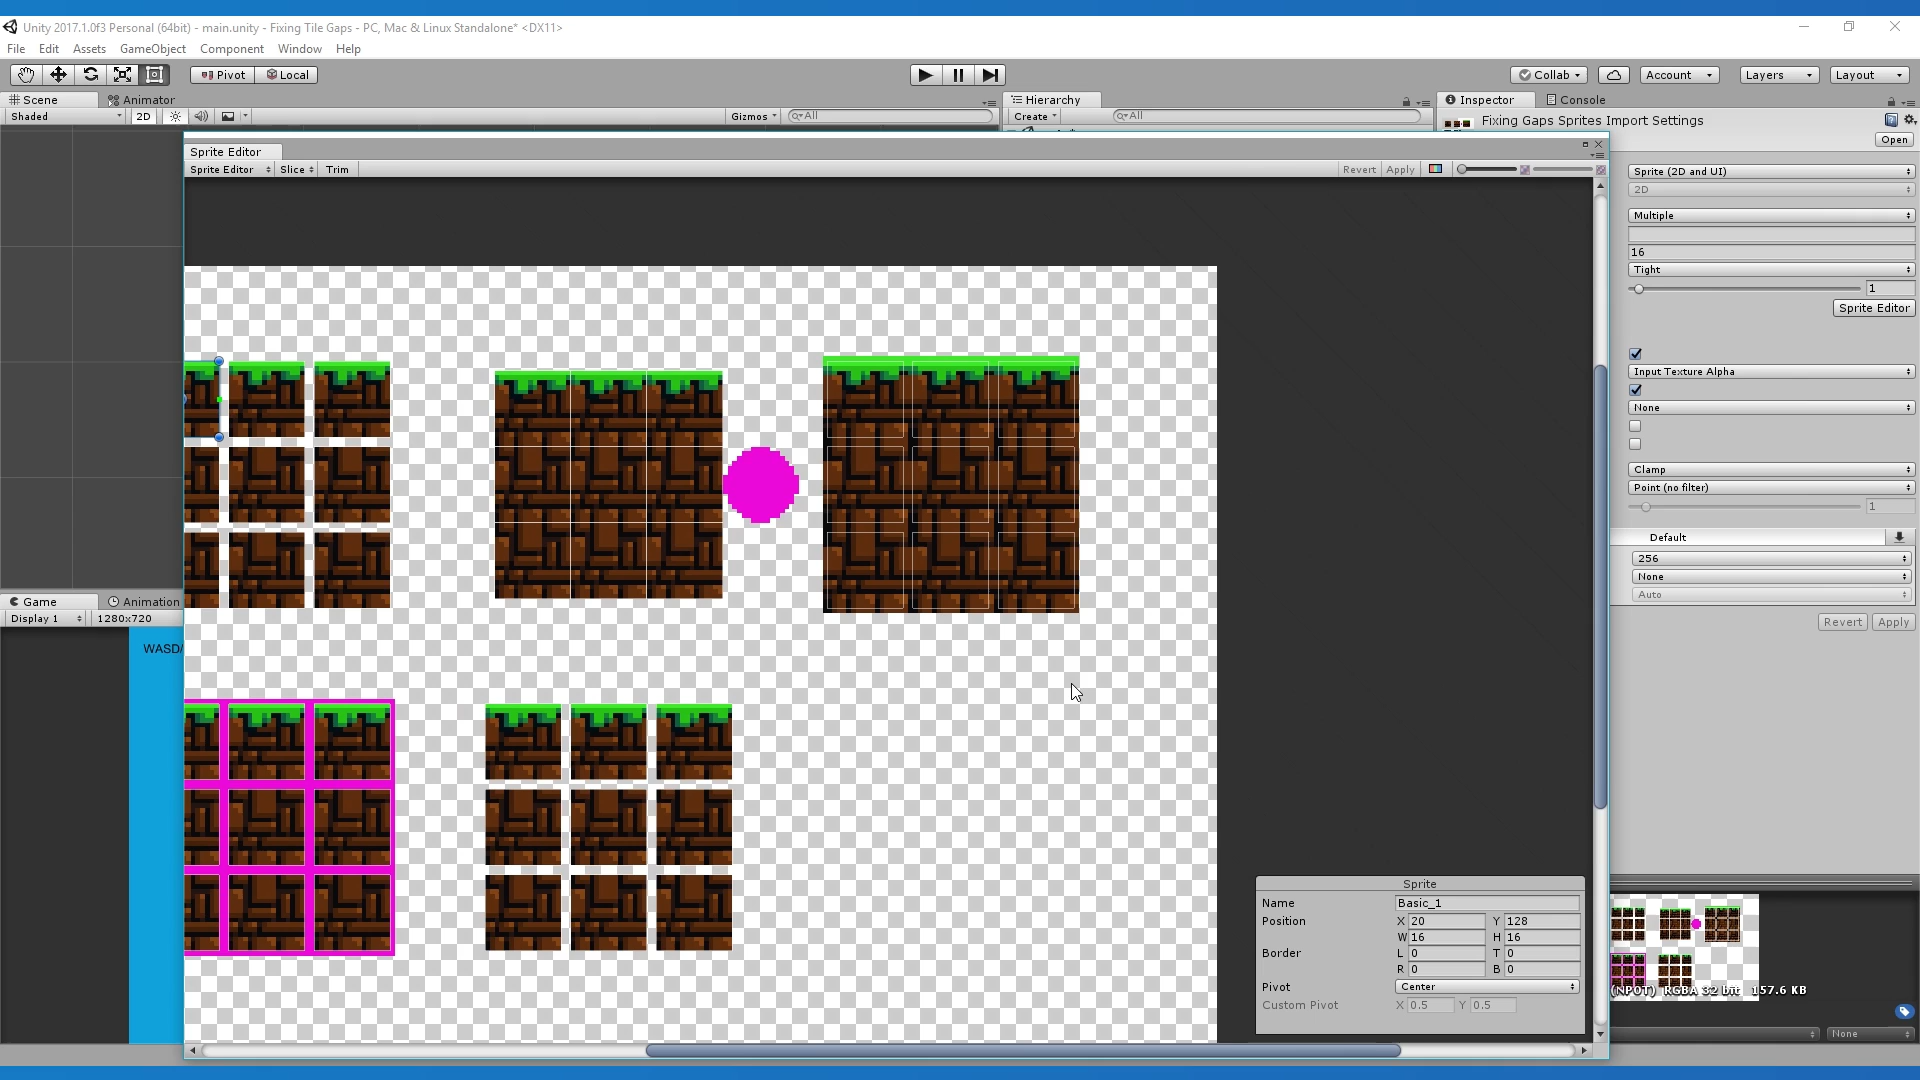 Unity 2017.1.0f3 Personal (64bit) - main.unity - Fixing Tile Gaps - PC, Mac & Linux Standalone* <DX11>
File Edit Assets GameObject Component Window Help
Pivot Local Collab Account Layers Layout
Scene Animator Hierarchy Inspector Console
Shaded 2D Gizmos All Create All
Fixing Gaps Sprites Import Settings
Open
Sprite Editor
Sprite Editor Slice Trim Revert Apply
Sprite (2D and UI)
2D
Multiple
16
Tight
1
Sprite Editor
Input Texture Alpha
None
Clamp
Point (no filter)
1
Default
256
None
Auto
Revert Apply
Game Animation
Display 1 1280x720
WASD/
Sprite
Name Basic_1
Position X 20 Y 128
W 16 H 16
Border L 0 T 0
R 0 B 0
Pivot Center
Custom Pivot X 0.5 Y 0.5
(NPOT) RGBA 32 bit 157.6 KB
None